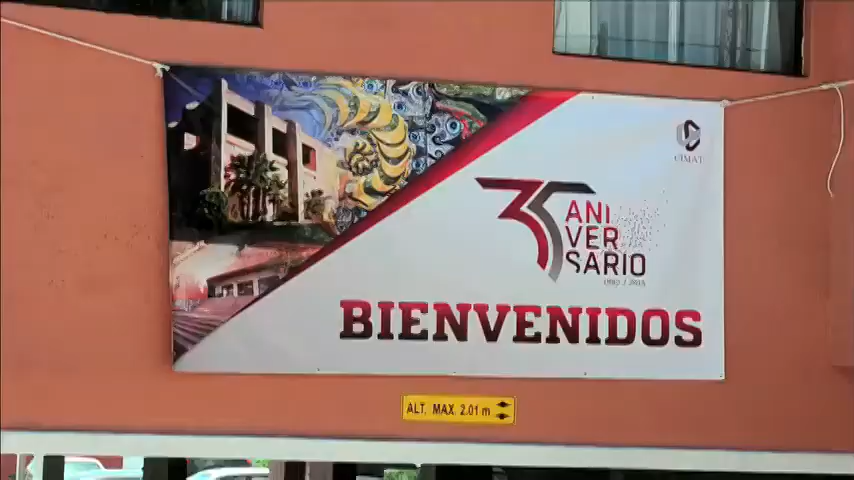 CIMAT
35
ANI
VER
SARIO
BIENVENIDOS
ALT. MAX. 2.01 m